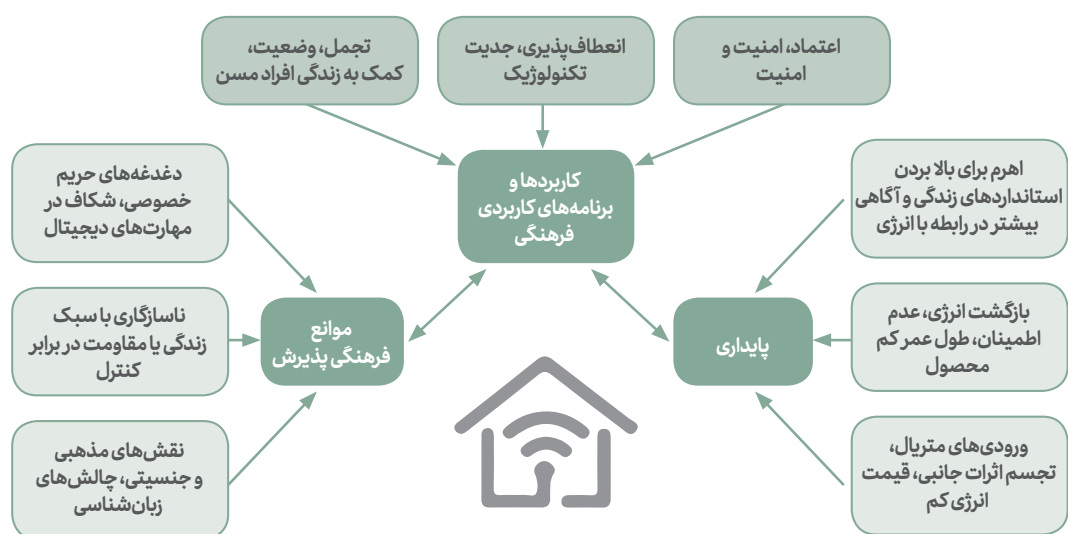 تجمل، وضعیت،
کمک به زندگی افراد مسن
انعطاف‌پذیری، جدیت
تکنولوژیک
اعتماد، امنیت و
امنیت
کاربردها و
برنامه‌های کاربردی
فرهنگی
دغدغه‌های حریم
خصوصی، شکاف در
مهارت‌های دیجیتال
ناسازگاری با سبک
زندگی یا مقاومت در برابر
کنترل
نقش‌های مذهبی
و جنسیتی، چالش‌های
زبان‌شناسی
موانع
فرهنگی پذیرش
پایداری
اهرم برای بالا بردن
استانداردهای زندگی و آگاهی
بیشتر در رابطه با انرژی
بازگشت انرژی، عدم
اطمینان، طول عمر کم
محصول
ورودی‌های متریال،
تجسم اثرات جانبی، قیمت
انرژی کم